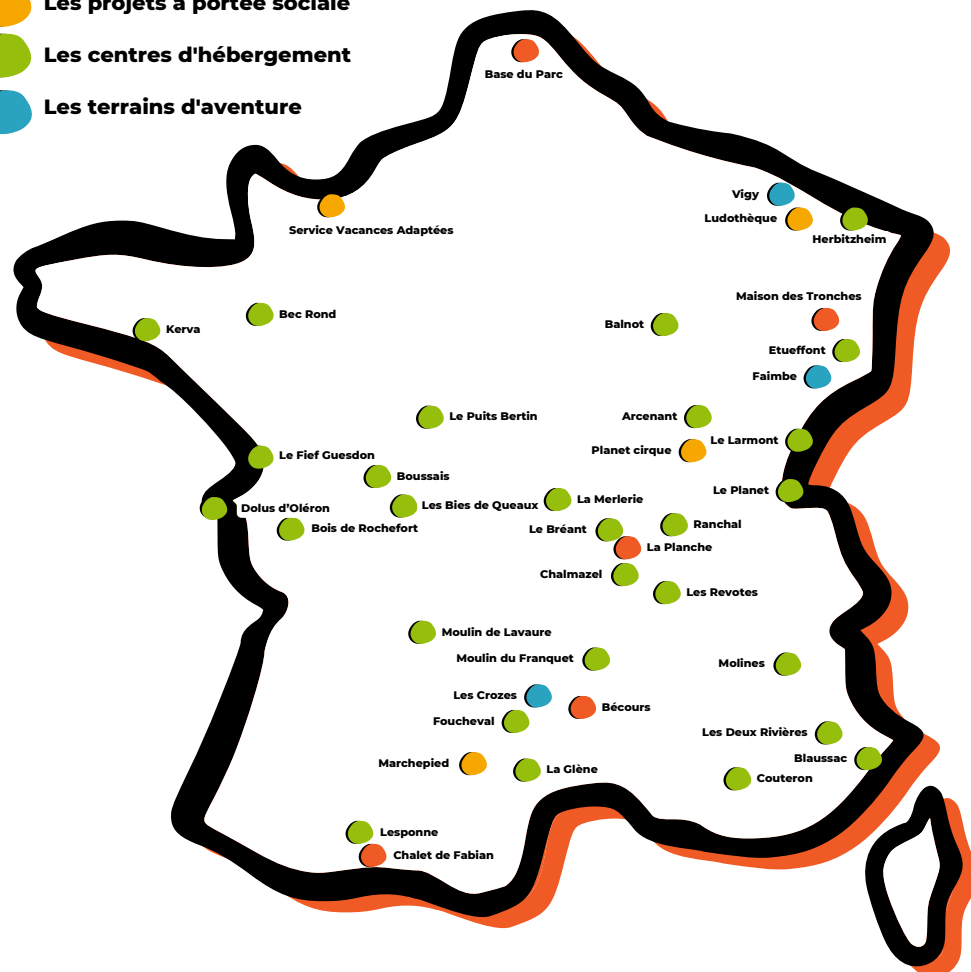 Les projets à portée sociale
Les centres d'hébergement
Les terrains d'aventure
Base du Parc
Vigy
Ludothèque
Service Vacances Adaptées
Herbitzheim
Maison des Tronches
Bec Rond
Balnot
Kerva
Etueffont
Faimbe
Le Puits Bertin
Arcenant
Le Larmont
Planet cirque
Le Fief Guesdon
Boussais
Le Planet
La Merlerie
Les Bies de Queaux
Dolus d’Oléron
Bois de Rochefort
Le Bréant
Ranchal
La Planche
Chalmazel
Les Revotes
Moulin de Lavaure
Moulin du Franquet
Molines
Les Crozes
Bécours
Foucheval
Les Deux Rivières
Blaussac
Marchepied
La Glène
Couteron
Lesponne
Chalet de Fabian